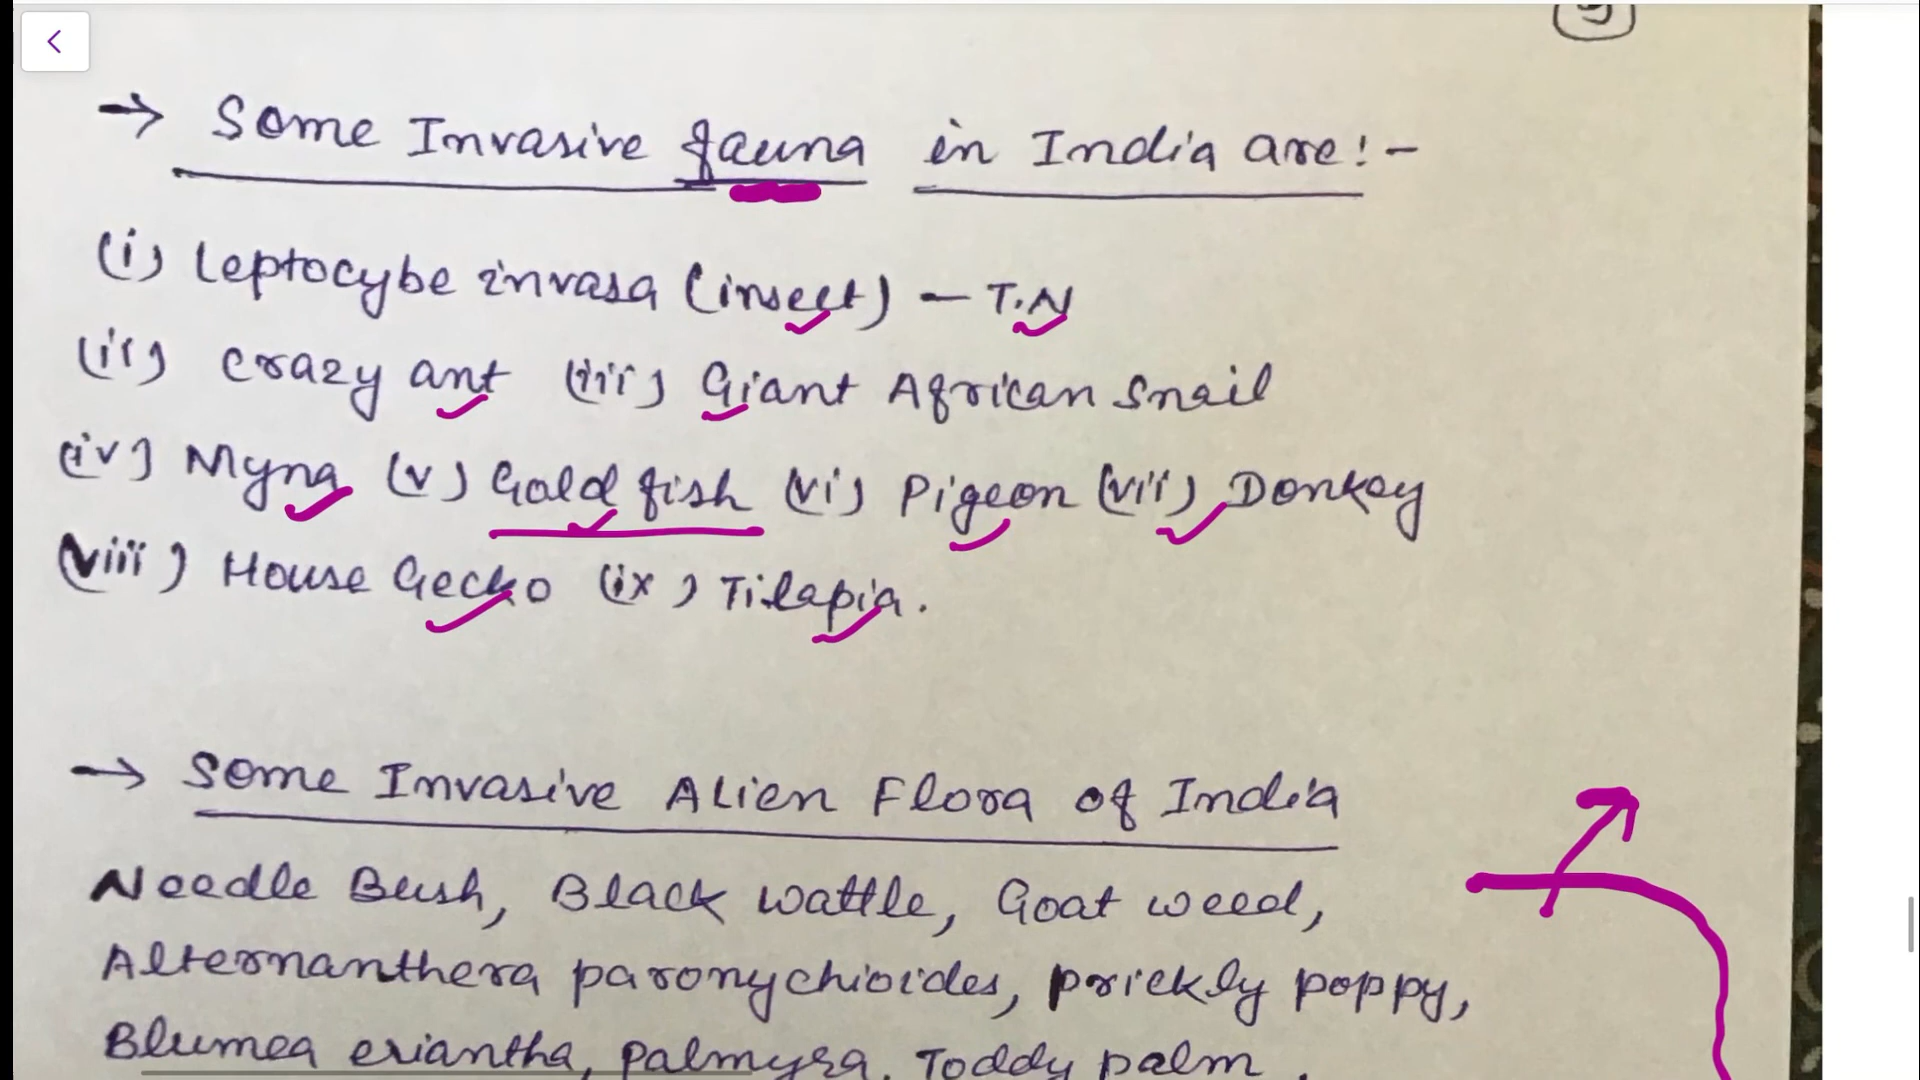 → Some Invasive fauna in India are:-
(i) Leptocybe invasa (insect) – T.N
(ii) Crazy ant (iii) Giant African Snail
(iv) Myna (v) Gold fish (vi) Pigeon (vii) Donkey
(viii) House Gecko (ix) Tilapia.
→ Some Invasive Alien Flora of India
Needle Bush, Black wattle, Goat weed,
Alternanthera paronychioides, prickly poppy,
Blumea eriantha, palmyra, Toddy palm,